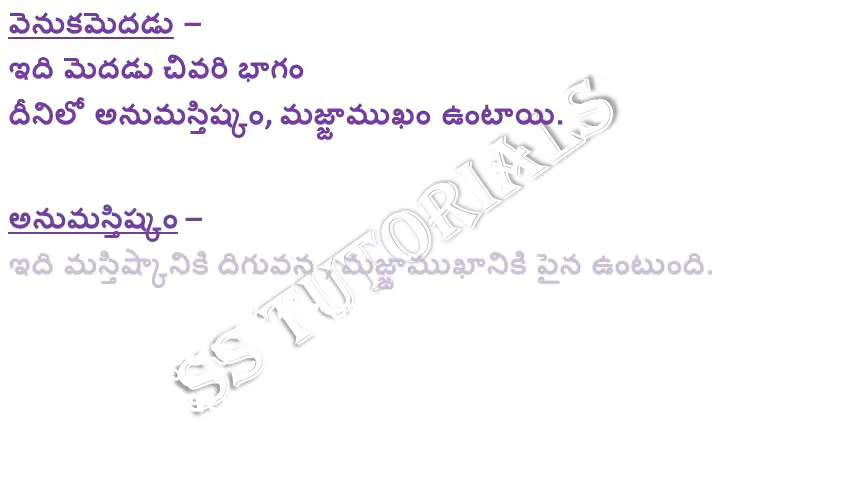 వెనుకమెదడు –
ఇది మెదడు చివరి భాగం
దీనిలో అనుమస్తిష్కం, మజ్జాముఖం ఉంటాయి.
అనుమస్తిష్కం –
ఇది మస్తిష్కానికి దిగువన , మజ్జాముఖానికి పైన ఉంటుంది.
SS TUTORIALS